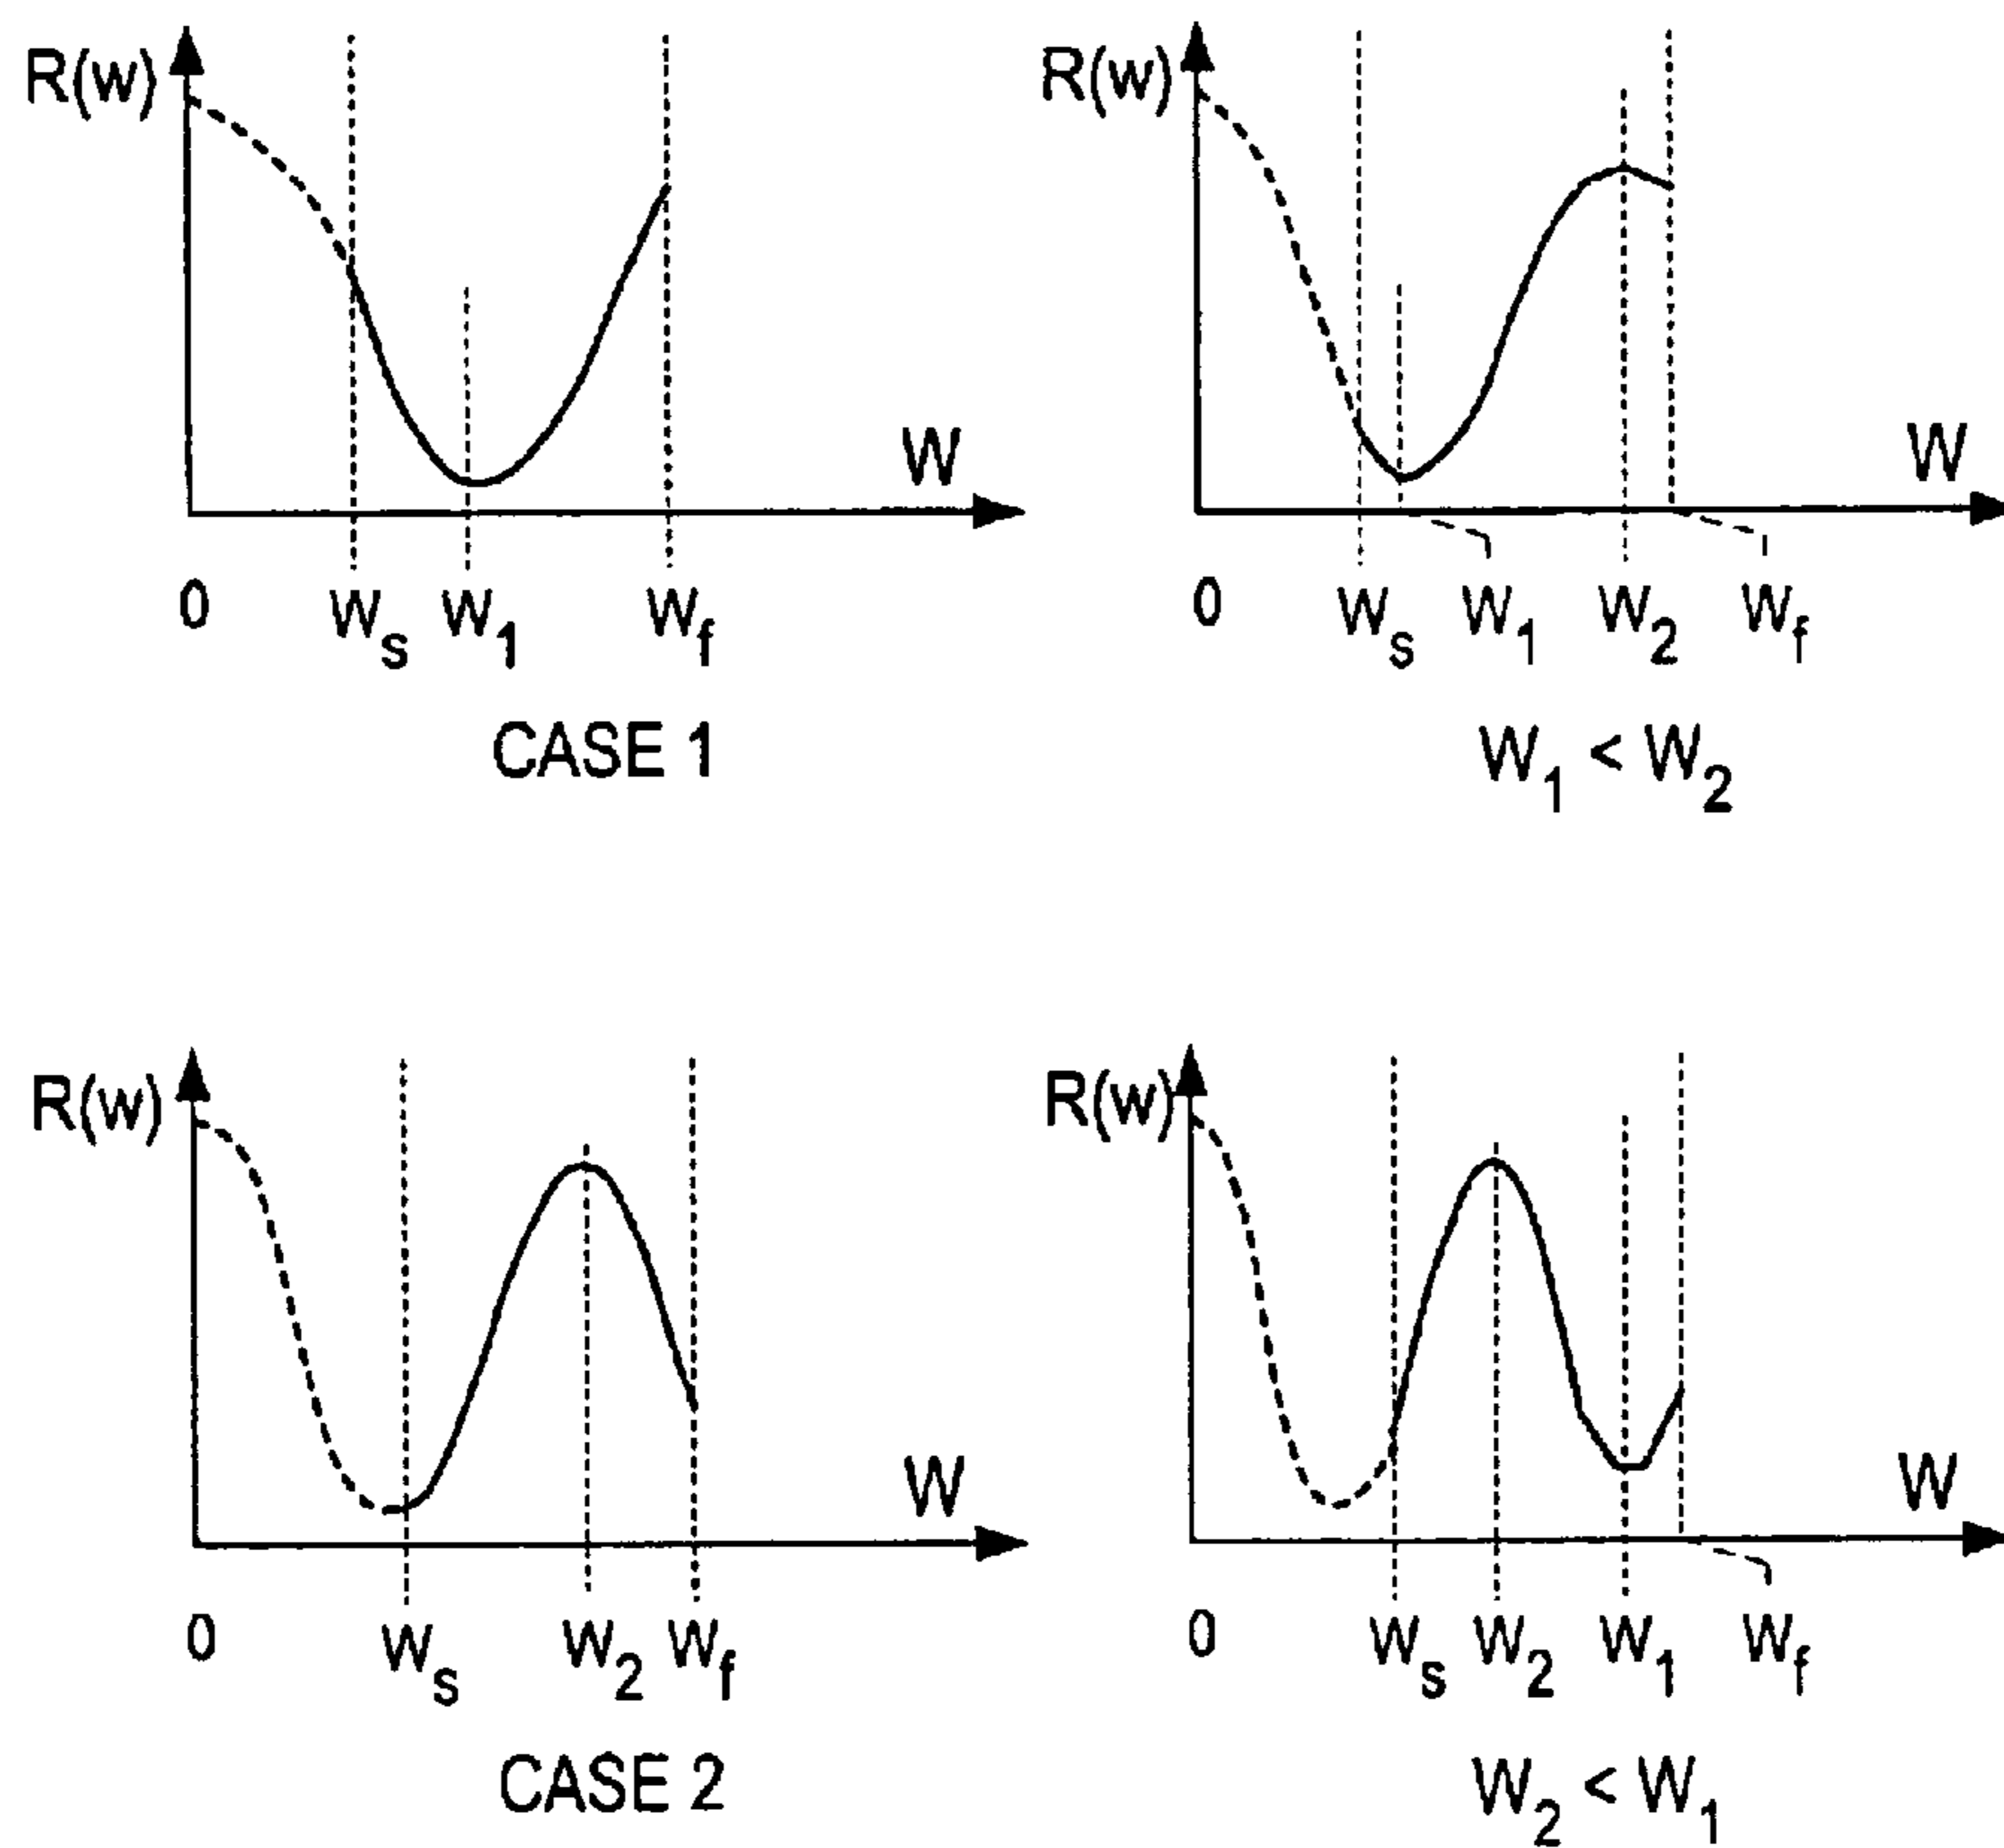 R(w)
W
0 Ws W1 Wf
CASE 1
R(w)
W
0 Ws W1 W2 Wf
W1 < W2
R(w)
W
0 Ws W2 Wf
CASE 2
R(w)
W
0 Ws W2 W1 Wf
W2 < W1